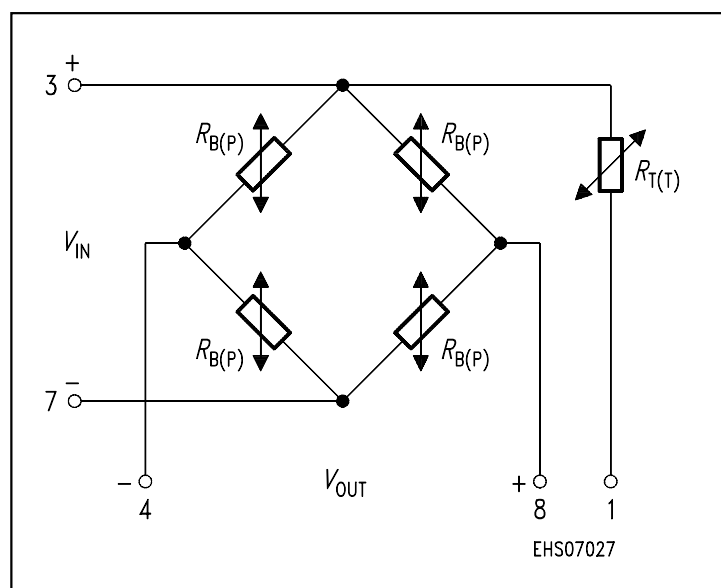 +
3
R_B(P) R_B(P)
R_T(T)
V_IN
R_B(P) R_B(P)
7 −
− V_OUT +
4 8 1
EHS07027